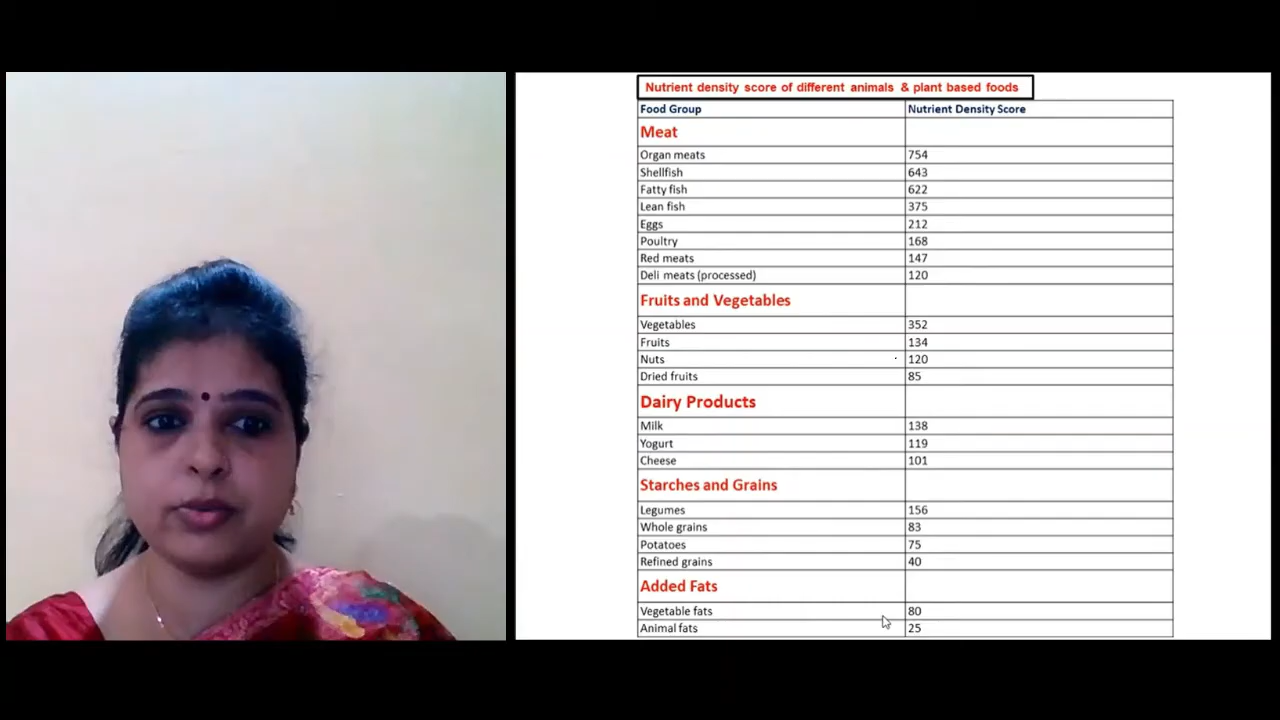 Nutrient density score of different animals & plant based foods
Food Group Nutrient Density Score
Meat
Organ meats 754
Shellfish 643
Fatty fish 622
Lean fish 375
Eggs 212
Poultry 168
Red meats 147
Deli meats (processed) 120
Fruits and Vegetables
Vegetables 352
Fruits 134
Nuts 120
Dried fruits 85
Dairy Products
Milk 138
Yogurt 119
Cheese 101
Starches and Grains
Legumes 156
Whole grains 83
Potatoes 75
Refined grains 40
Added Fats
Vegetable fats 80
Animal fats 25